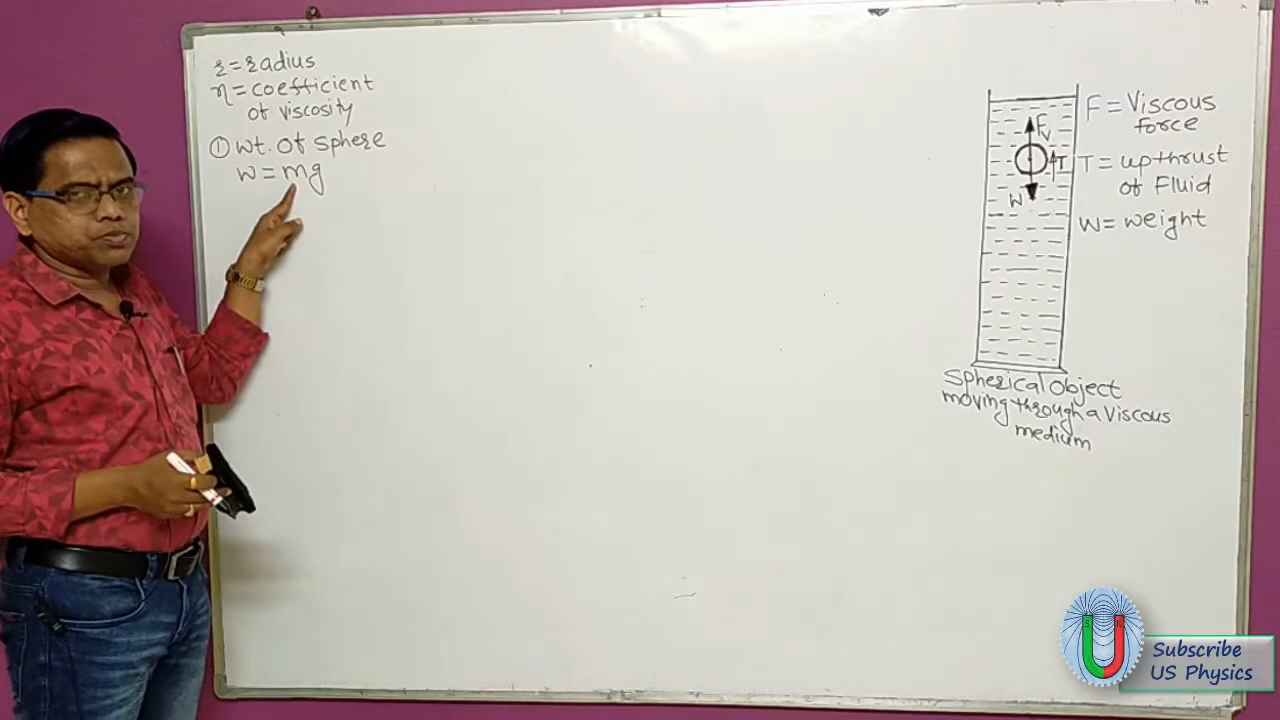 r = radius
η = coefficient
of viscosity
① wt. of sphere
w = mg
Fv
T
W
F = Viscous
force
T = upthrust
of Fluid
W = weight
Spherical Object
moving through a Viscous
medium
S N
Subscribe
US Physics